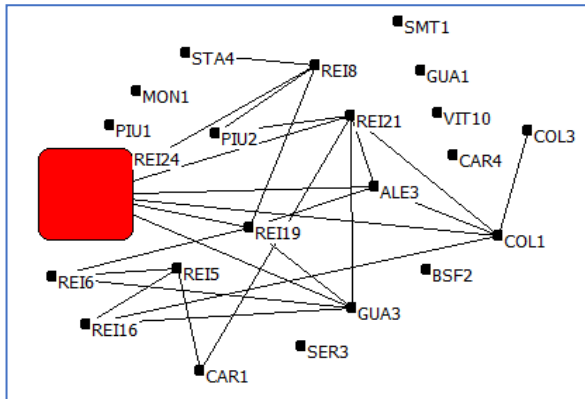 SMT1
STA4
REI8
GUA1
MON1
VIT10
REI21
PIU1
PIU2
COL3
REI24
CAR4
ALE3
REI19
COL1
REI5
BSF2
REI6
GUA3
REI16
SER3
CAR1